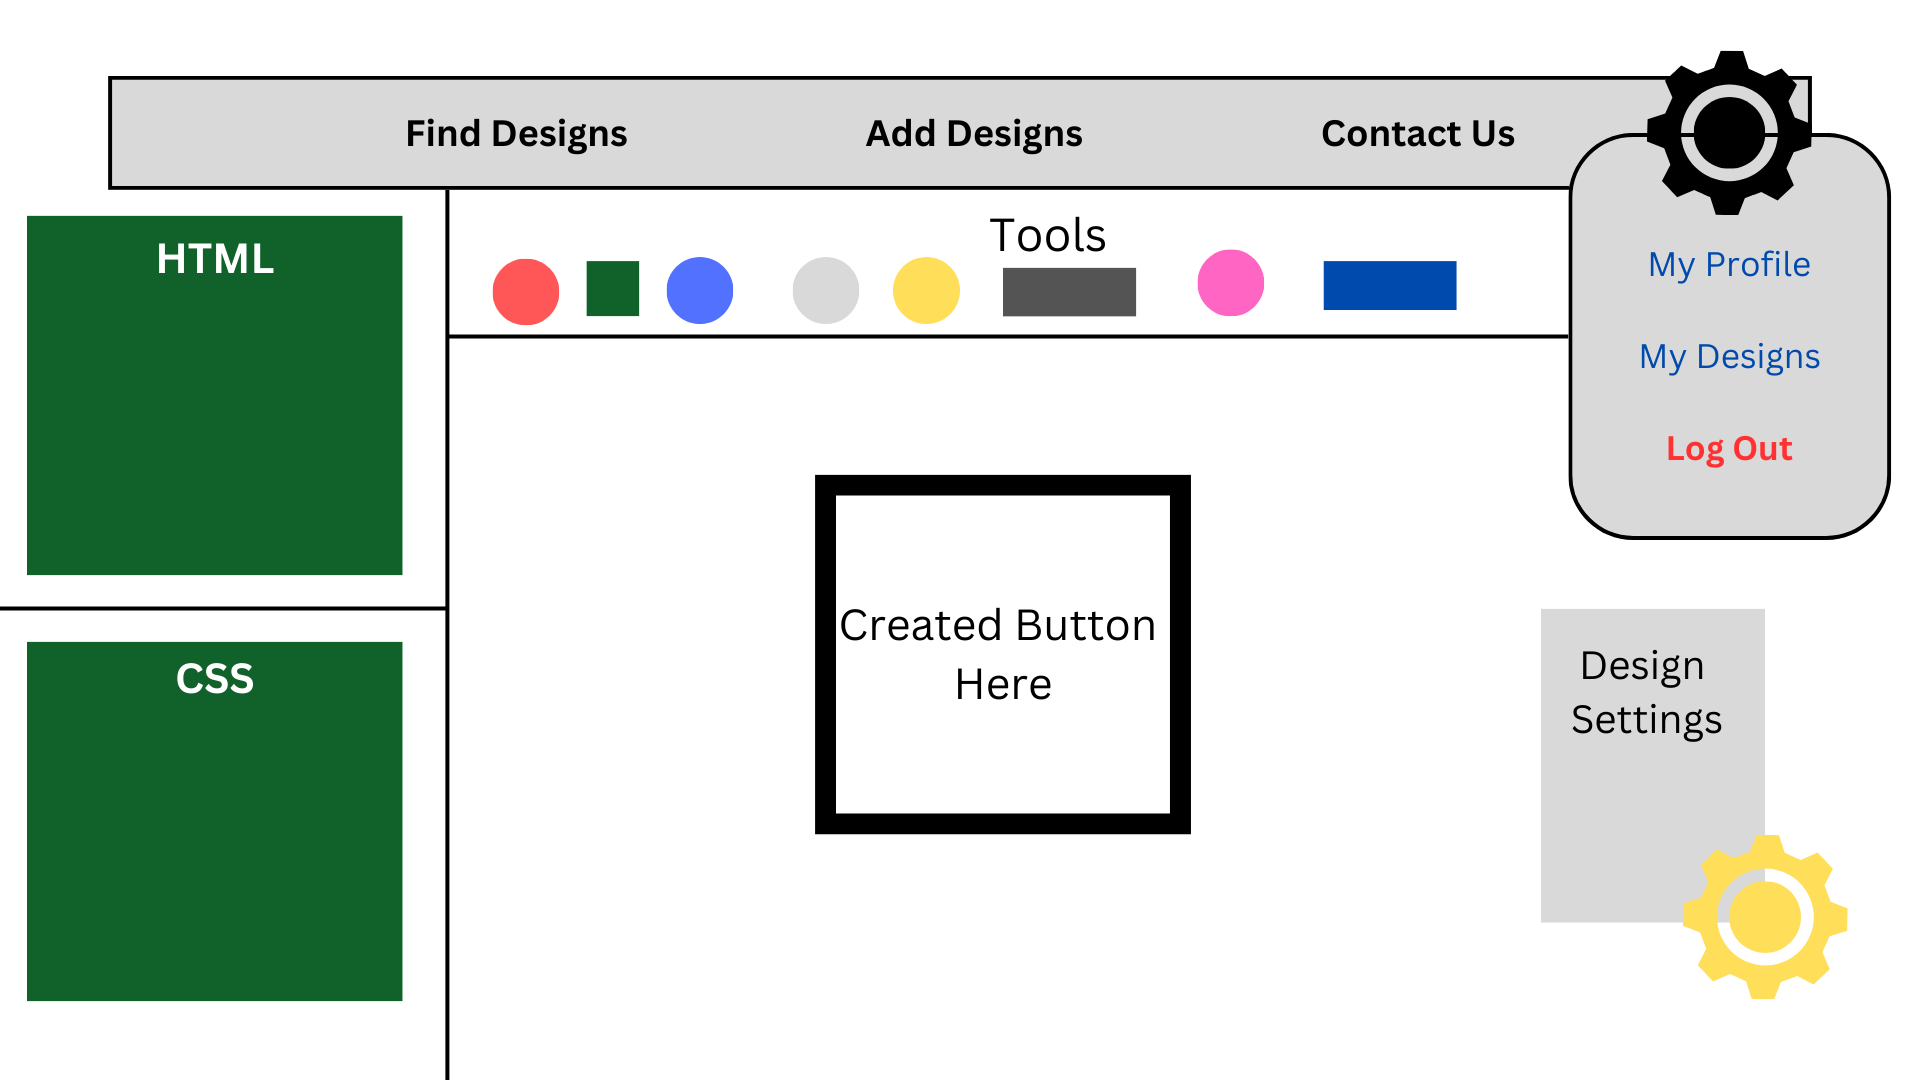 Find Designs
Add Designs
Contact Us
HTML
Tools
My Profile
My Designs
Log Out
Created Button
Here
CSS
Design
Settings